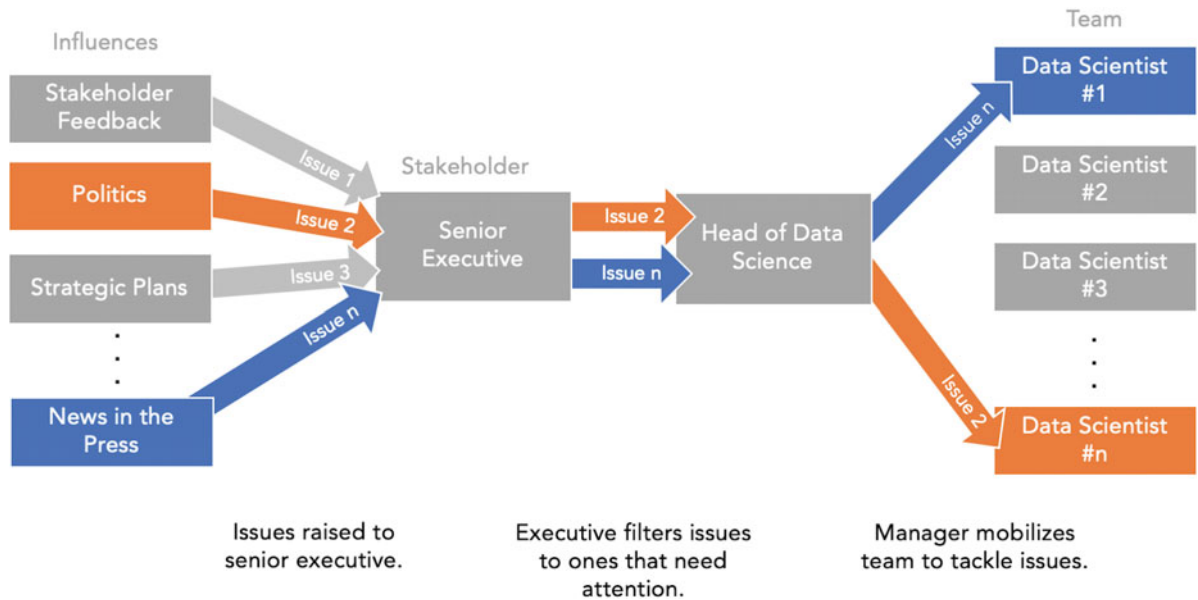 Influences
Stakeholder
Feedback
Politics
Strategic Plans
News in the
Press
Issue 1
Issue 2
Issue 3
Issue n
Stakeholder
Senior
Executive
Issue 2
Issue n
Head of Data
Science
Issue n
Issue 2
Team
Data Scientist
#1
Data Scientist
#2
Data Scientist
#3
Data Scientist
#n
Issues raised to
senior executive.
Executive filters issues
to ones that need
attention.
Manager mobilizes
team to tackle issues.